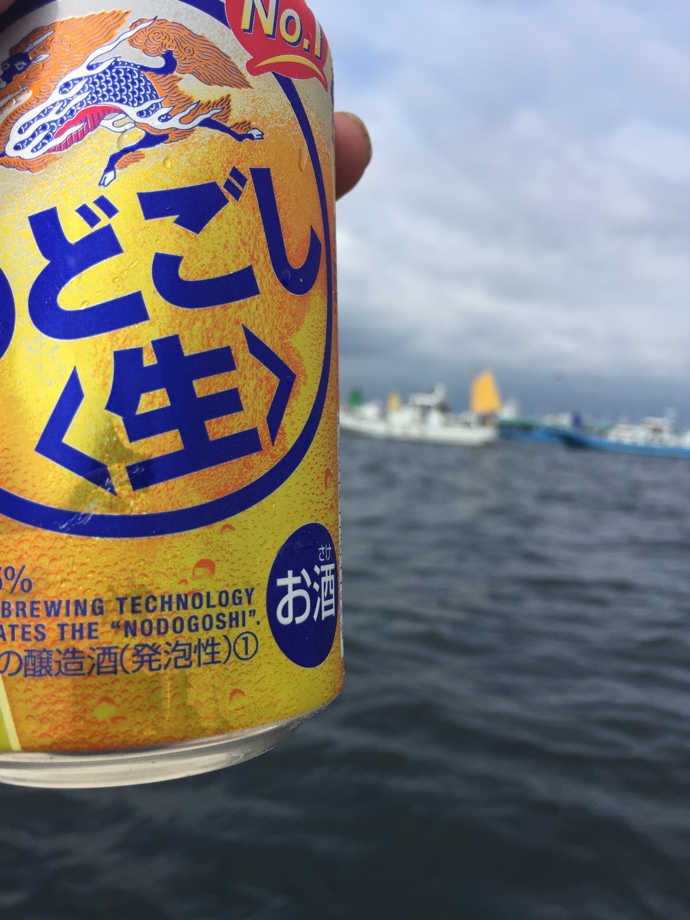 No.1
どごし
〈生〉
5%
BREWING TECHNOLOGY
ATES THE “NODOGOSHI”.
の醸造酒(発泡性)①
さけ
お酒